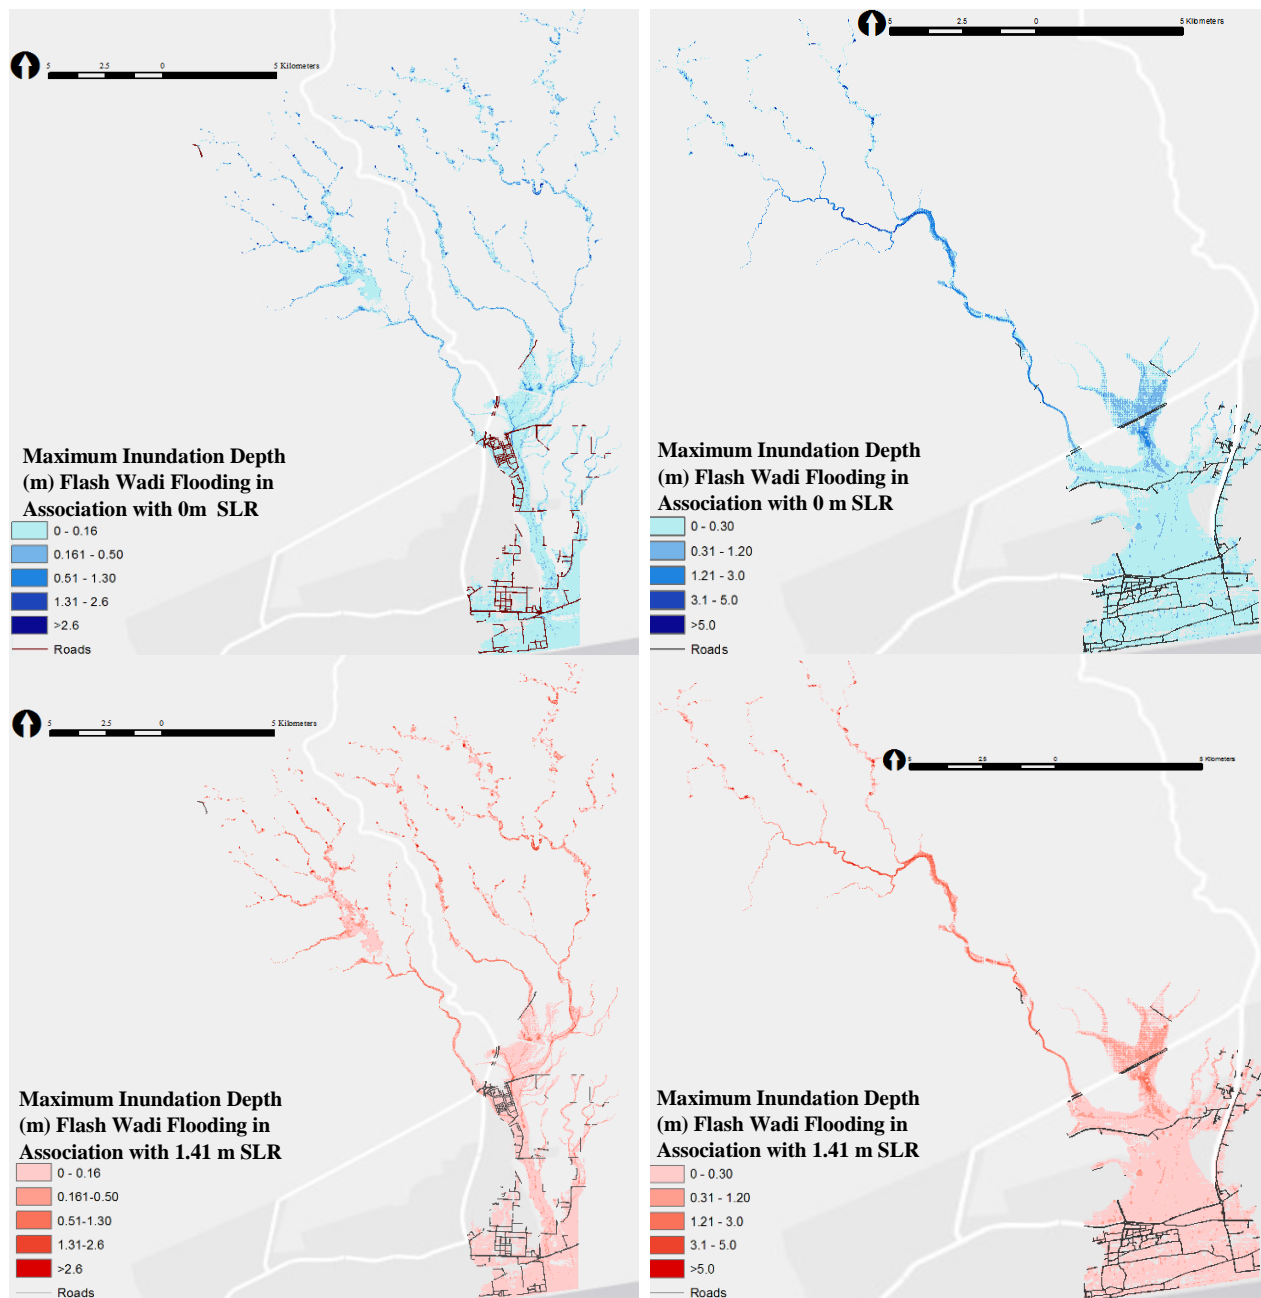 5 2.5 0 5 Kilometers
Maximum Inundation Depth
(m) Flash Wadi Flooding in
Association with 0m SLR
0 - 0.16
0.161 - 0.50
0.51 - 1.30
1.31 - 2.6
>2.6
Roads
5 2.5 0 5 Kilometers
Maximum Inundation Depth
(m) Flash Wadi Flooding in
Association with 0 m SLR
0 - 0.30
0.31 - 1.20
1.21 - 3.0
3.1 - 5.0
>5.0
Roads
5 2.5 0 5 Kilometers
Maximum Inundation Depth
(m) Flash Wadi Flooding in
Association with 1.41 m SLR
0 - 0.16
0.161-0.50
0.51-1.30
1.31-2.6
>2.6
Roads
5 2.5 0 5 Kilometers
Maximum Inundation Depth
(m) Flash Wadi Flooding in
Association with 1.41 m SLR
0 - 0.30
0.31 - 1.20
1.21 - 3.0
3.1 - 5.0
>5.0
Roads